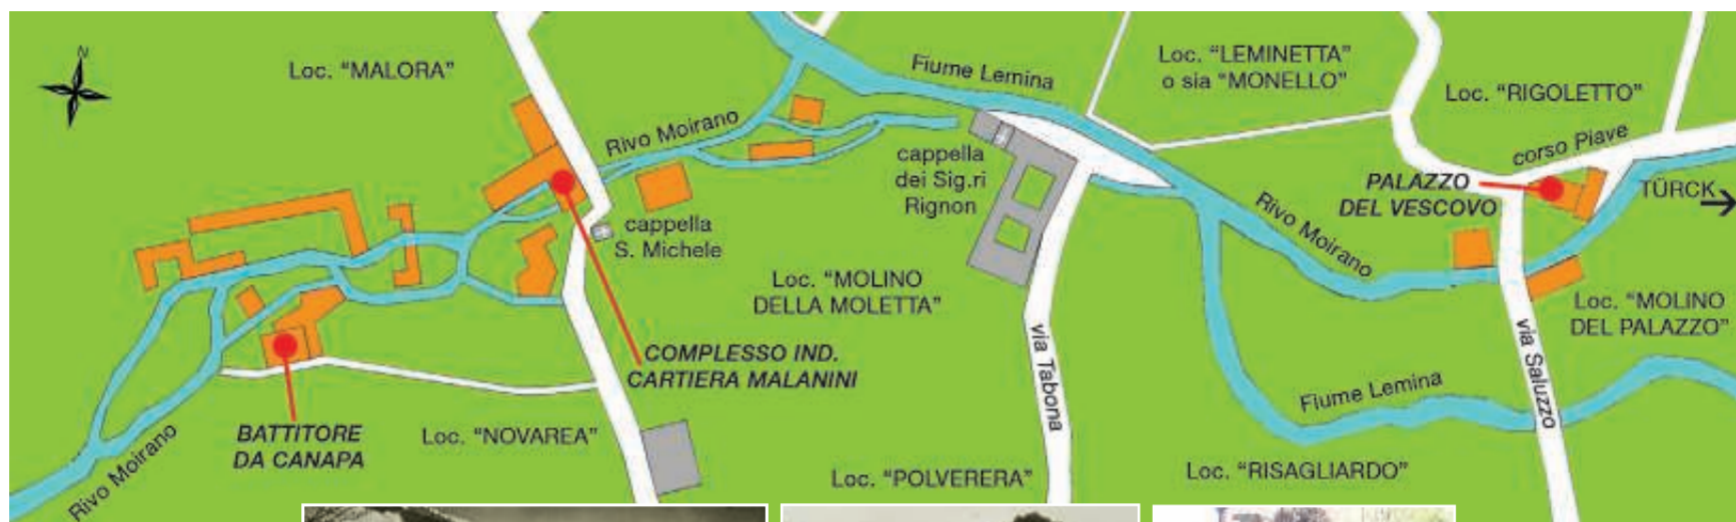 N
Loc. “MALORA”
Fiume Lemina
Loc. “LEMINETTA”
o sia “MONELLO”
Loc. “RIGOLETTO”
corso Piave
Rivo Moirano
cappella
dei Sig.ri
Rignon
PALAZZO
DEL VESCOVO
TÜRCK
Rivo Moirano
cappella
S. Michele
Loc. “MOLINO
DELLA MOLETTA”
Loc. “MOLINO
DEL PALAZZO”
via Tabona
via Saluzzo
COMPLESSO IND.
CARTIERA MALANINI
Fiume Lemina
BATTITORE
DA CANAPA
Loc. “NOVAREA”
Rivo Moirano
Loc. “POLVERERA”
Loc. “RISAGLIARDO”